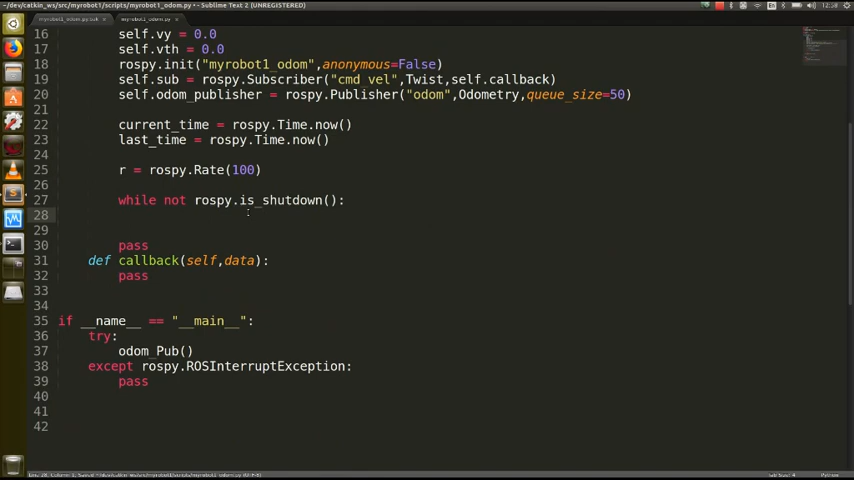 ~/dev/catkin_ws/src/myrobot1/scripts/myrobot1_odom.py - Sublime Text 2 (UNREGISTERED)
12:58
myrobot1_odom.py
16 self.vy = 0.0
17 self.vth = 0.0
18 rospy.init("myrobot1_odom",anonymous=False)
19 self.sub = rospy.Subscriber("cmd_vel",Twist,self.callback)
20 self.odom_publisher = rospy.Publisher("odom",Odometry,queue_size=50)
21
22 current_time = rospy.Time.now()
23 last_time = rospy.Time.now()
24
25 r = rospy.Rate(100)
26
27 while not rospy.is_shutdown():
28
29
30 pass
31 def callback(self,data):
32 pass
33
34
35 if __name__ == "__main__":
36 try:
37 odom_Pub()
38 except rospy.ROSInterruptException:
39 pass
40
41
42